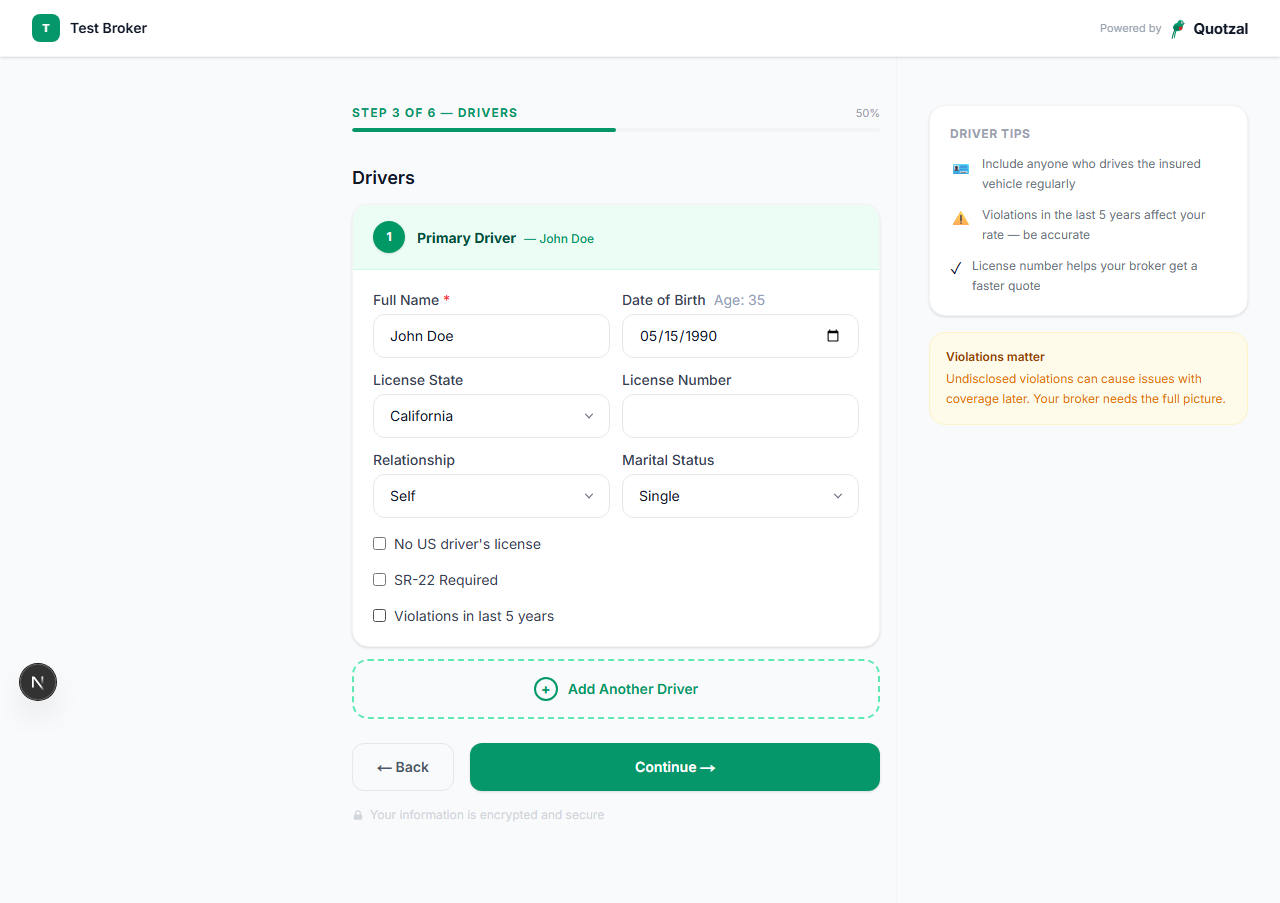 T Test Broker
Powered by Quotzal
STEP 3 OF 6 — DRIVERS 50%
Drivers
1 Primary Driver — John Doe
Full Name *
John Doe
Date of Birth Age: 35
05/15/1990
License State
California
License Number
Relationship
Self
Marital Status
Single
No US driver's license
SR-22 Required
Violations in last 5 years
+ Add Another Driver
← Back
Continue →
Your information is encrypted and secure
DRIVER TIPS
Include anyone who drives the insured
vehicle regularly
Violations in the last 5 years affect your
rate — be accurate
✓ License number helps your broker get a
faster quote
Violations matter
Undisclosed violations can cause issues with
coverage later. Your broker needs the full picture.
N